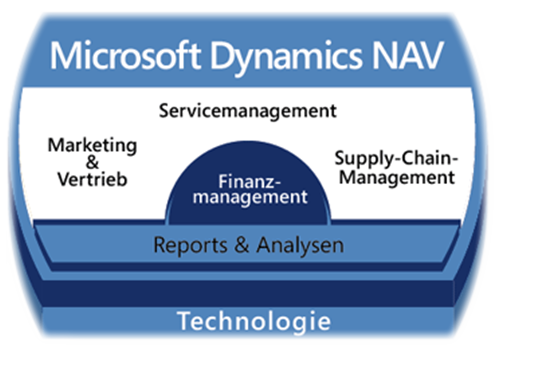 Microsoft Dynamics NAV
Servicemanagement
Marketing
&
Vertrieb
Finanz-
management
Supply-Chain-
Management
Reports & Analysen
Technologie